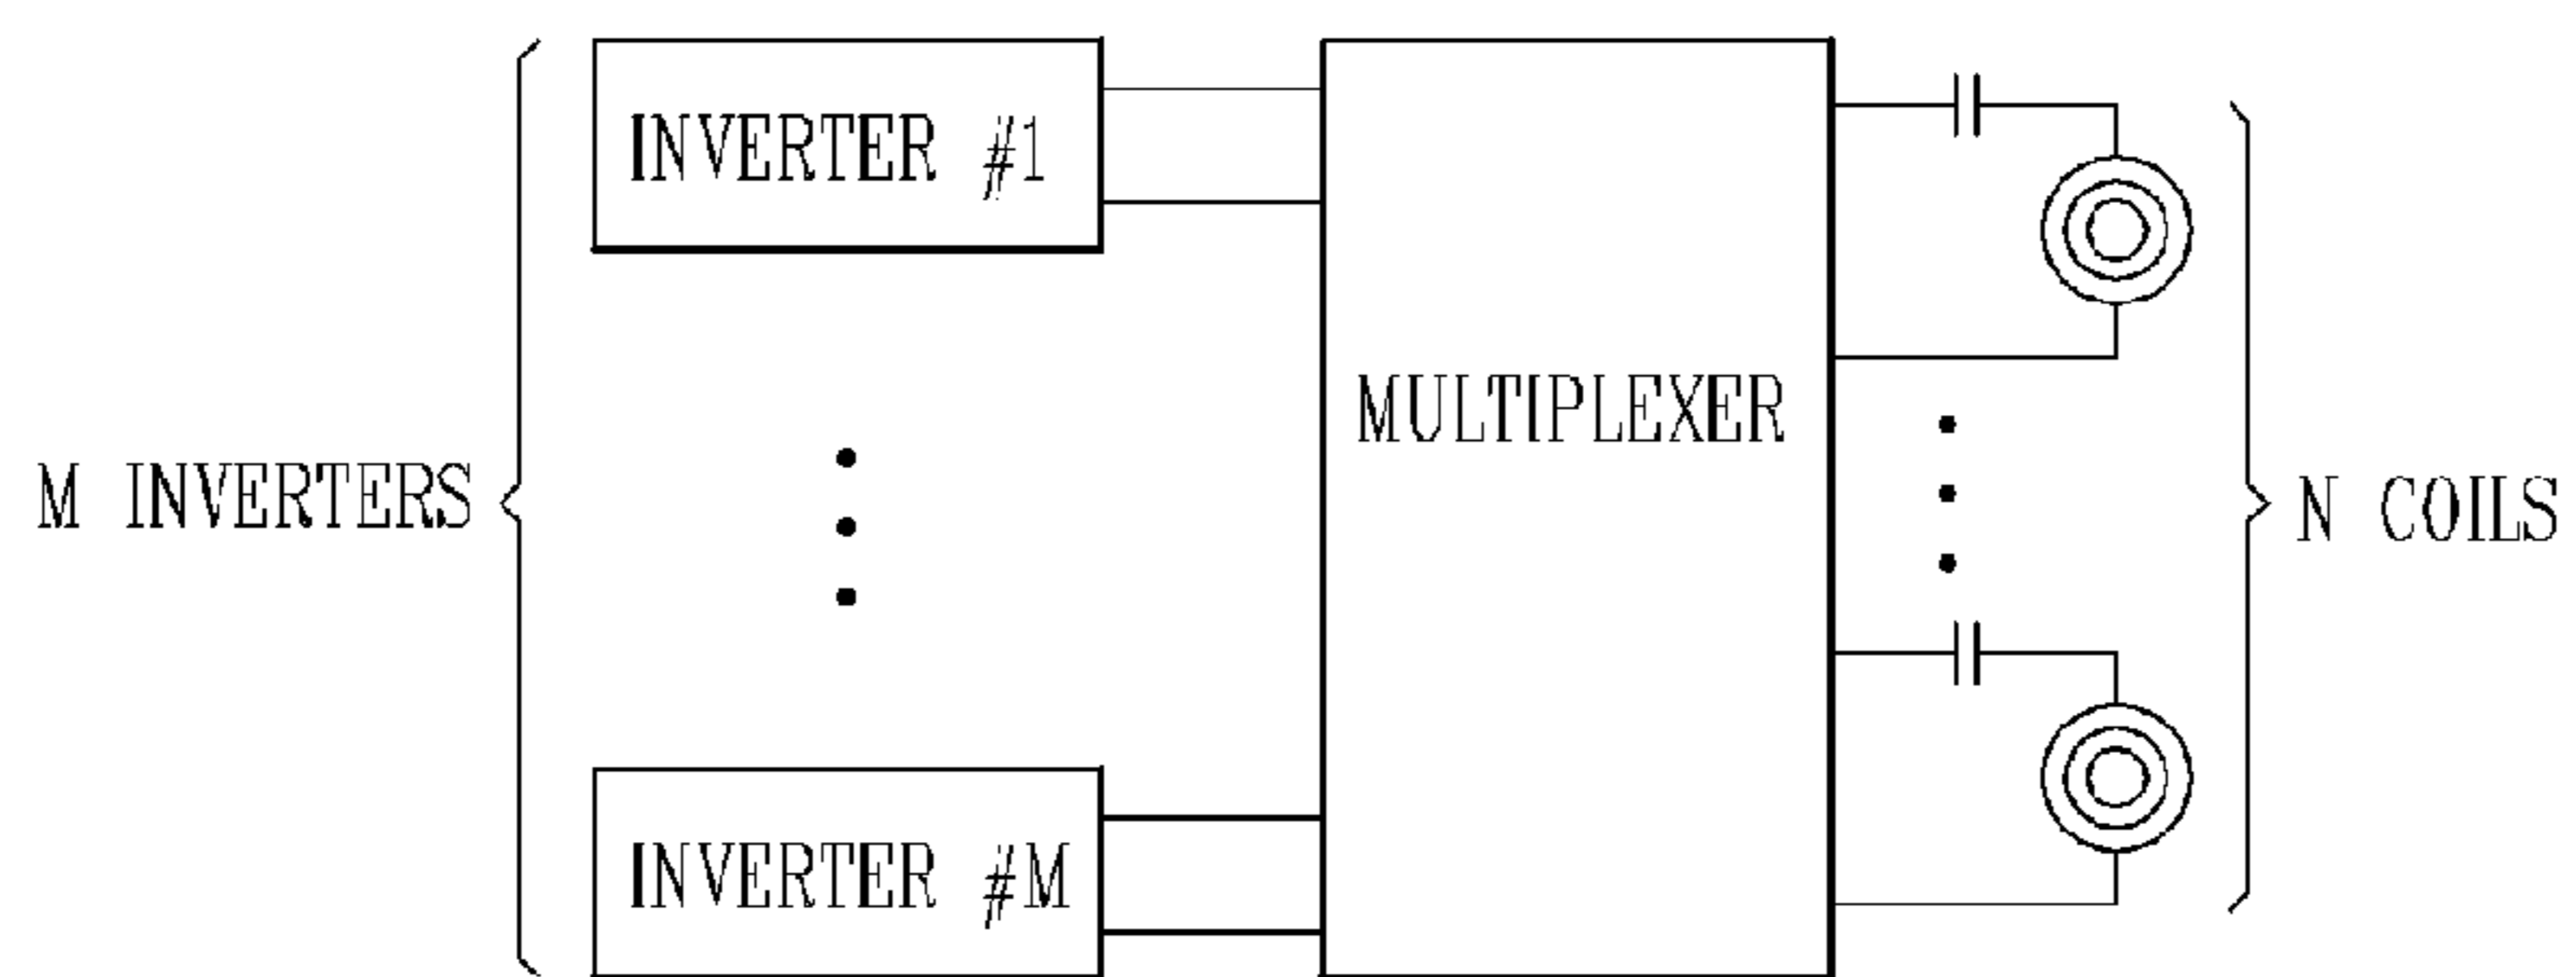 INVERTER #1
MULTIPLEXER
M INVERTERS
N COILS
INVERTER #M